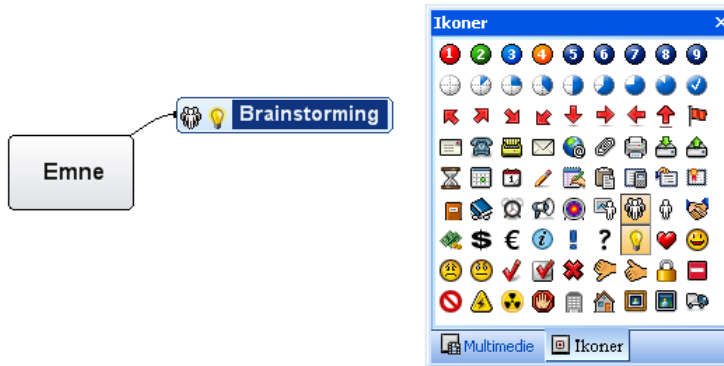 Ikoner
1 2 3 4 5 6 7 8 9
Brainstorming
Emne
$ € i ! ?
Multimedie
Ikoner